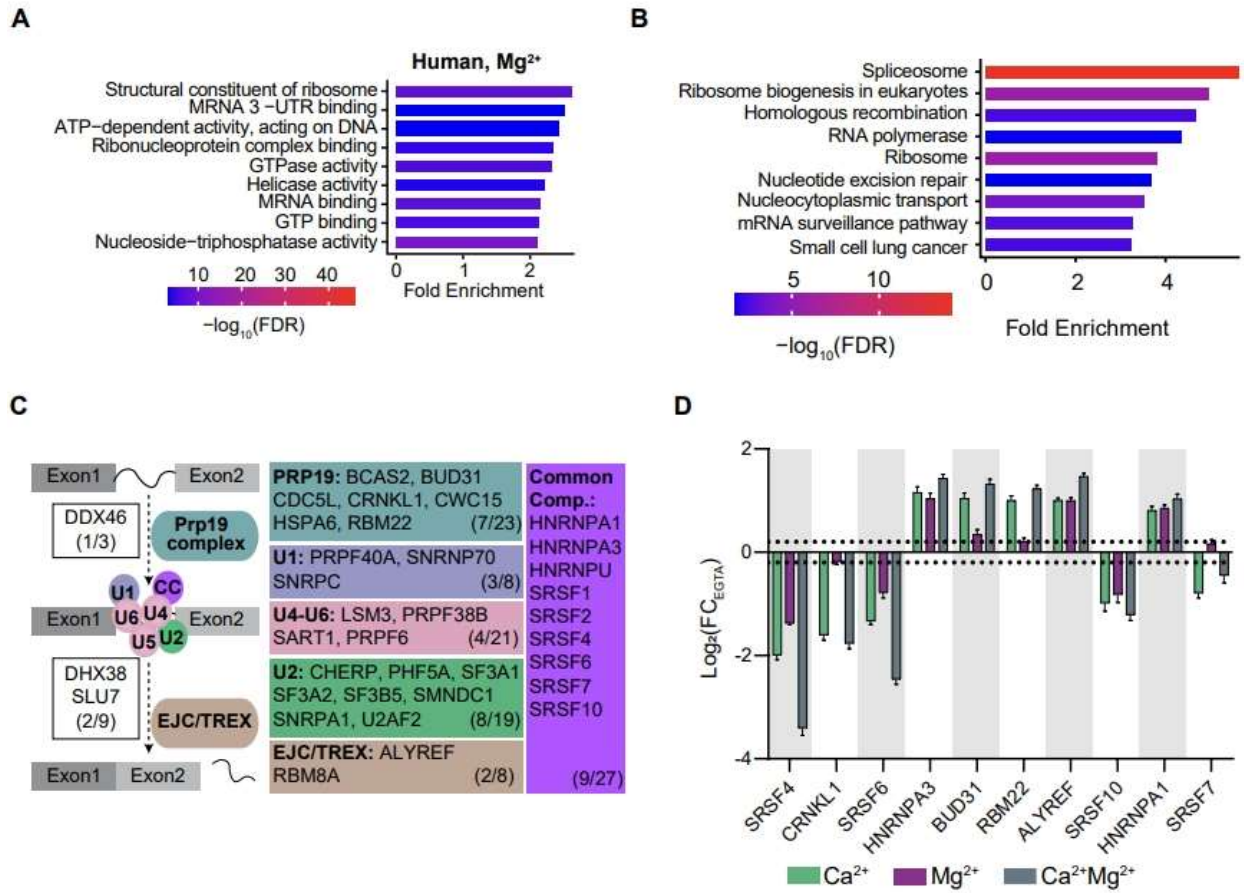 A
Human, Mg²⁺
Structural constituent of ribosome
MRNA 3 −UTR binding
ATP−dependent activity, acting on DNA
Ribonucleoprotein complex binding
GTPase activity
Helicase activity
MRNA binding
GTP binding
Nucleoside−triphosphatase activity
0 1 2
Fold Enrichment
10 20 30 40
−log₁₀(FDR)
B
Spliceosome
Ribosome biogenesis in eukaryotes
Homologous recombination
RNA polymerase
Ribosome
Nucleotide excision repair
Nucleocytoplasmic transport
mRNA surveillance pathway
Small cell lung cancer
0 2 4
Fold Enrichment
5 10
−log₁₀(FDR)
C
Exon1 Exon2
DDX46
(1/3)
Prp19
complex
U1 CC
U6 U4
U5 U2
Exon1 Exon2
DHX38
SLU7
(2/9)
EJC/TREX
Exon1 Exon2
PRP19: BCAS2, BUD31
CDC5L, CRNKL1, CWC15
HSPA6, RBM22 (7/23)
U1: PRPF40A, SNRNP70
SNRPC (3/8)
U4-U6: LSM3, PRPF38B
SART1, PRPF6 (4/21)
U2: CHERP, PHF5A, SF3A1
SF3A2, SF3B5, SMNDC1
SNRPA1, U2AF2 (8/19)
EJC/TREX: ALYREF
RBM8A (2/8)
Common
Comp.:
HNRNPA1
HNRNPA3
HNRNPU
SRSF1
SRSF2
SRSF4
SRSF6
SRSF7
SRSF10
(9/27)
D
Log₂(FC_EGTA)
2
0
-2
-4
SRSF4
CRNKL1
SRSF6
HNRNPA3
BUD31
RBM22
ALYREF
SRSF10
HNRNPA1
SRSF7
Ca²⁺ Mg²⁺ Ca²⁺Mg²⁺